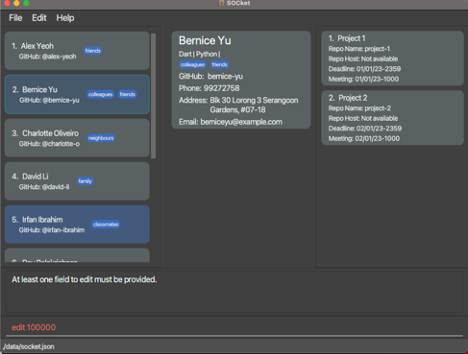 SOCket
File Edit Help
1. Alex Yeoh
GitHub: @alex-yeoh
friends
2. Bernice Yu
GitHub: @bernice-yu
colleagues friends
3. Charlotte Oliveiro
GitHub: @charlotte-o
neighbours
4. David Li
GitHub: @david-li
family
5. Irfan Ibrahim
GitHub: @irfan-ibrahim
classmates
Bernice Yu
Dart | Python |
colleagues friends
GitHub: bernice-yu
Phone: 99272758
Address: Blk 30 Lorong 3 Serangoon
Gardens, #07-18
Email: berniceyu@example.com
1. Project 1
Repo Name: project-1
Repo Host: Not available
Deadline: 01/01/23-2359
Meeting: 01/01/23-1000
2. Project 2
Repo Name: project-2
Repo Host: Not available
Deadline: 02/01/23-2359
Meeting: 02/01/23-1000
At least one field to edit must be provided.
edit 100000
./data/socket.json